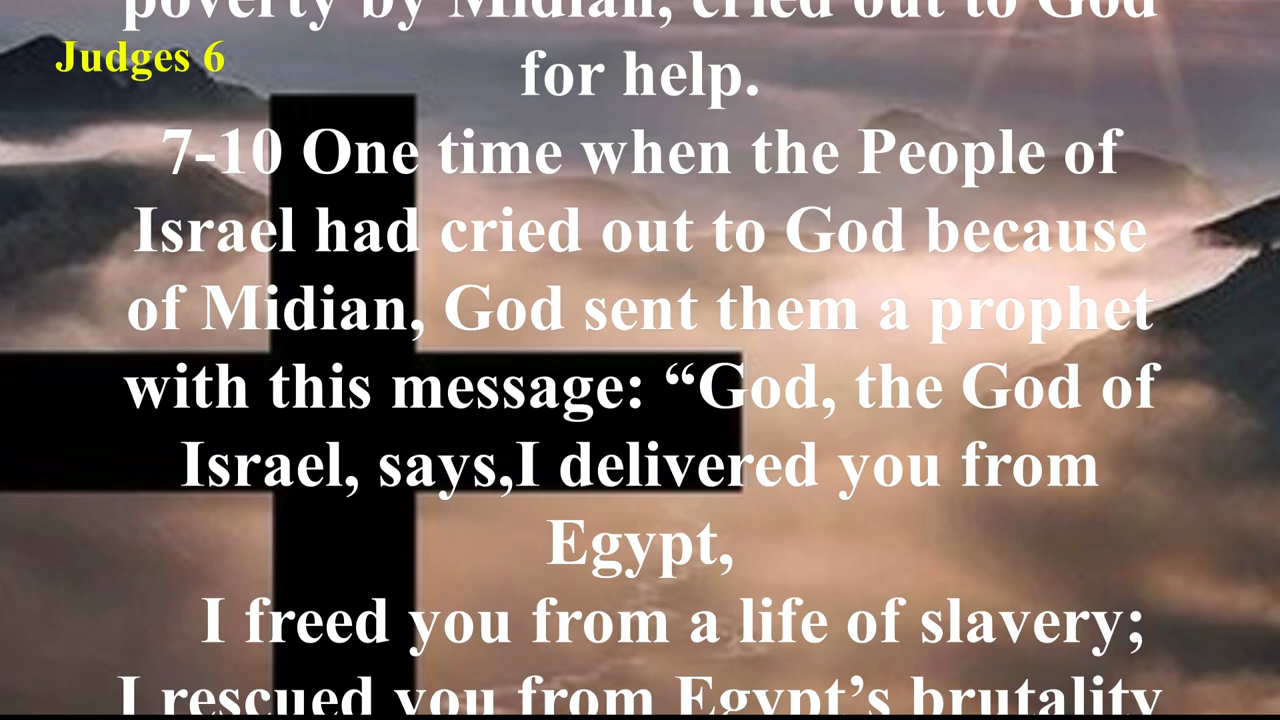 poverty by Midian, cried out to God
Judges 6
for help.
7-10 One time when the People of
Israel had cried out to God because
of Midian, God sent them a prophet
with this message: “God, the God of
Israel, says,I delivered you from
Egypt,
I freed you from a life of slavery;
I rescued you from Egypt’s brutality